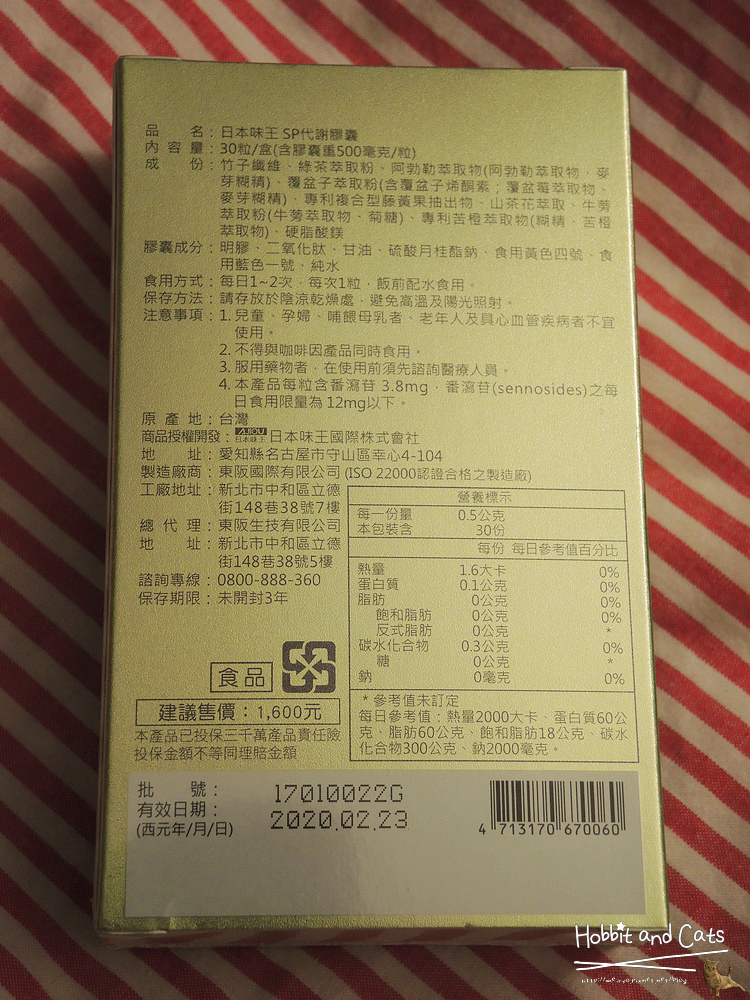 品　　名：日本味王 SP代謝膠囊
內 容 量：30粒/盒(含膠囊重500毫克/粒)
成　　份：竹子纖維、綠茶萃取粉、阿勃勒萃取物(阿勃勒萃取物，麥
芽糊精)、覆盆子萃取粉(含覆盆子烯酮素；覆盆莓萃取物、
麥芽糊精)、專利複合型藤黃果抽出物、山茶花萃取、牛蒡
萃取粉(牛蒡萃取物、菊糖)、專利苦橙萃取物(糊精、苦橙
萃取物)、硬脂酸鎂
膠囊成分：明膠、二氧化肽、甘油、硫酸月桂酯鈉、食用黃色四號、食
用藍色一號、純水
食用方式：每日1~2次，每次1粒，飯前配水食用。
保存方法：請存放於陰涼乾燥處，避免高溫及陽光照射。
注意事項：1. 兒童、孕婦、哺餵母乳者、老年人及具心血管疾病者不宜
使用。
2. 不得與咖啡因產品同時食用。
3. 服用藥物者，在使用前須先諮詢醫療人員。
4. 本產品每粒含番瀉苷 3.8mg，番瀉苷(sennosides)之每
日食用限量為 12mg以下。
原 產 地：台灣
商品授權開發：AJIOU 日本味王 日本味王國際株式會社
地　　址：愛知縣名古屋市守山區幸心4-104
製造廠商：東阪國際有限公司 (ISO 22000認證合格之製造廠)
工廠地址：新北市中和區立德
街148巷38號7樓
總 代 理：東阪生技有限公司
地　　址：新北市中和區立德
街148巷38號5樓
諮詢專線：0800-888-360
保存期限：未開封3年
營養標示
每一份量 0.5公克
本包裝含 30份
每份 每日參考值百分比
熱量 1.6大卡 0%
蛋白質 0.1公克 0%
脂肪 0公克 0%
飽和脂肪 0公克 0%
反式脂肪 0公克 *
碳水化合物 0.3公克 0%
糖 0公克 *
鈉 0毫克 0%
* 參考值未訂定
每日參考值：熱量2000大卡、蛋白質60公
克、脂肪60公克、飽和脂肪18公克、碳水
化合物300公克、鈉2000毫克。
食品
建議售價：1,600元
本產品已投保三千萬產品責任險
投保金額不等同理賠金額
批　　號： 17010022G
有效日期： 2020.02.23
(西元年/月/日)
4 713170 670060
Hobbit and Cats